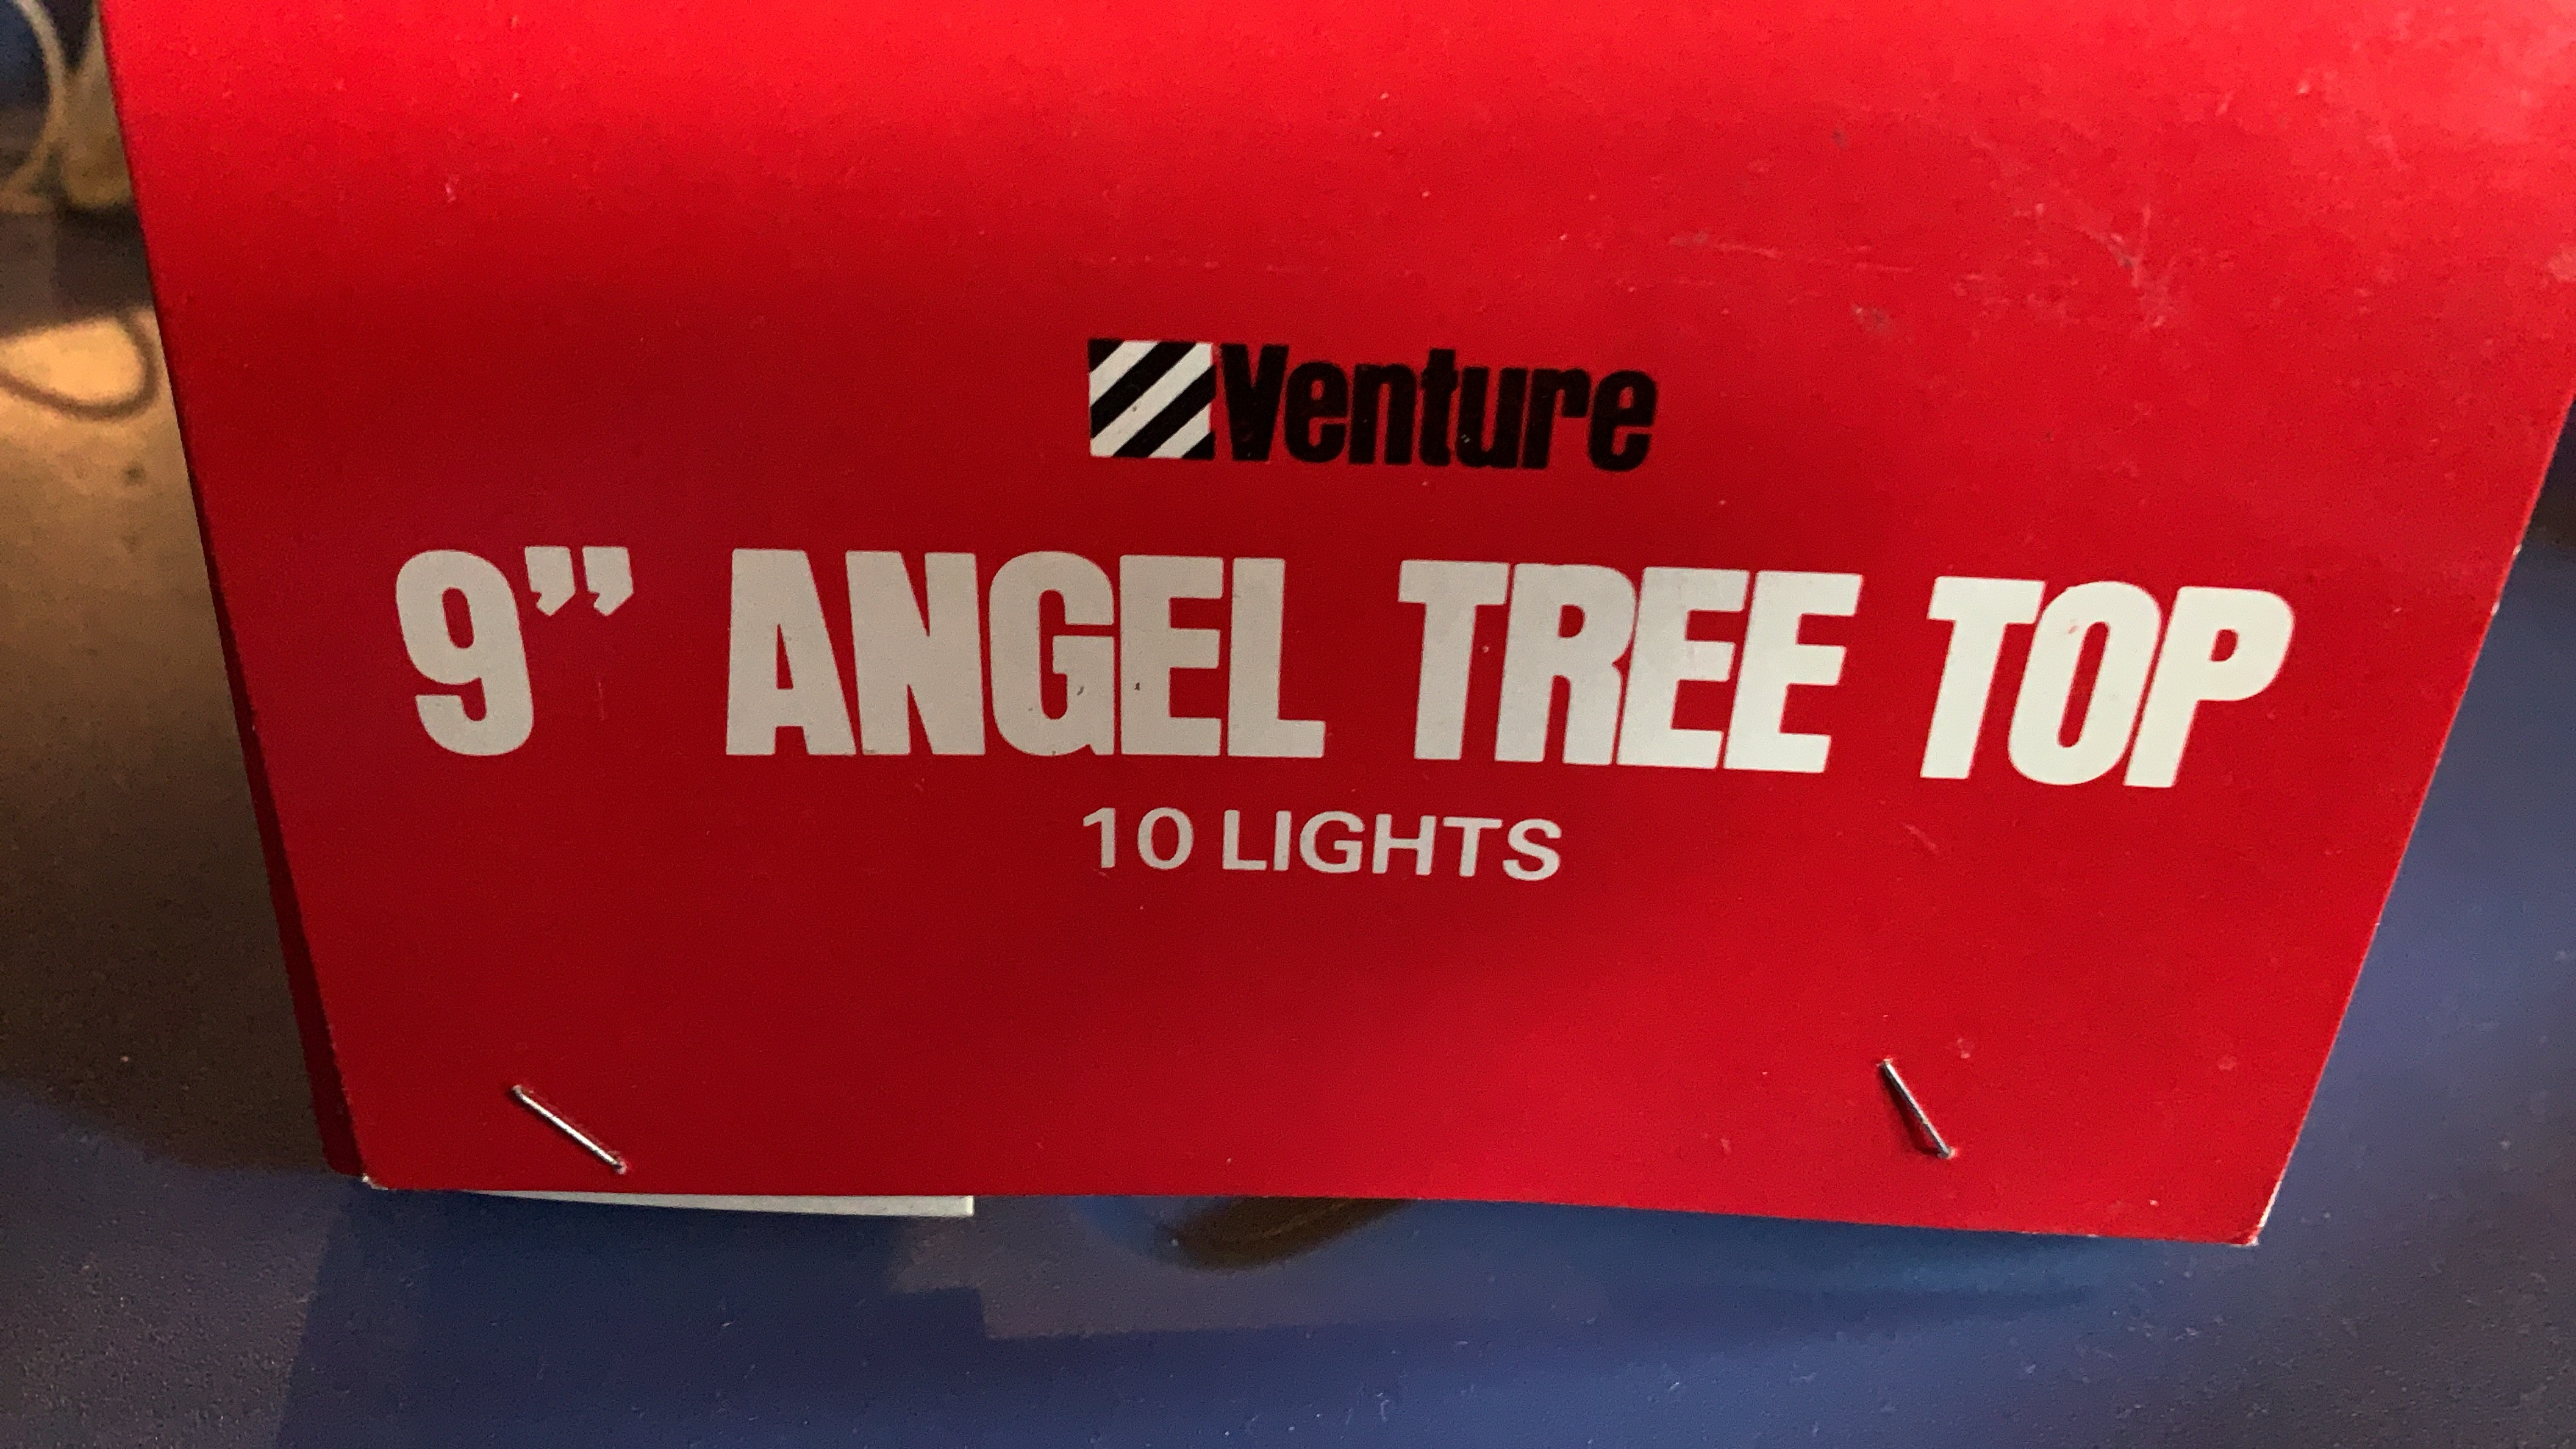 Venture
9” ANGEL TREE TOP
10 LIGHTS